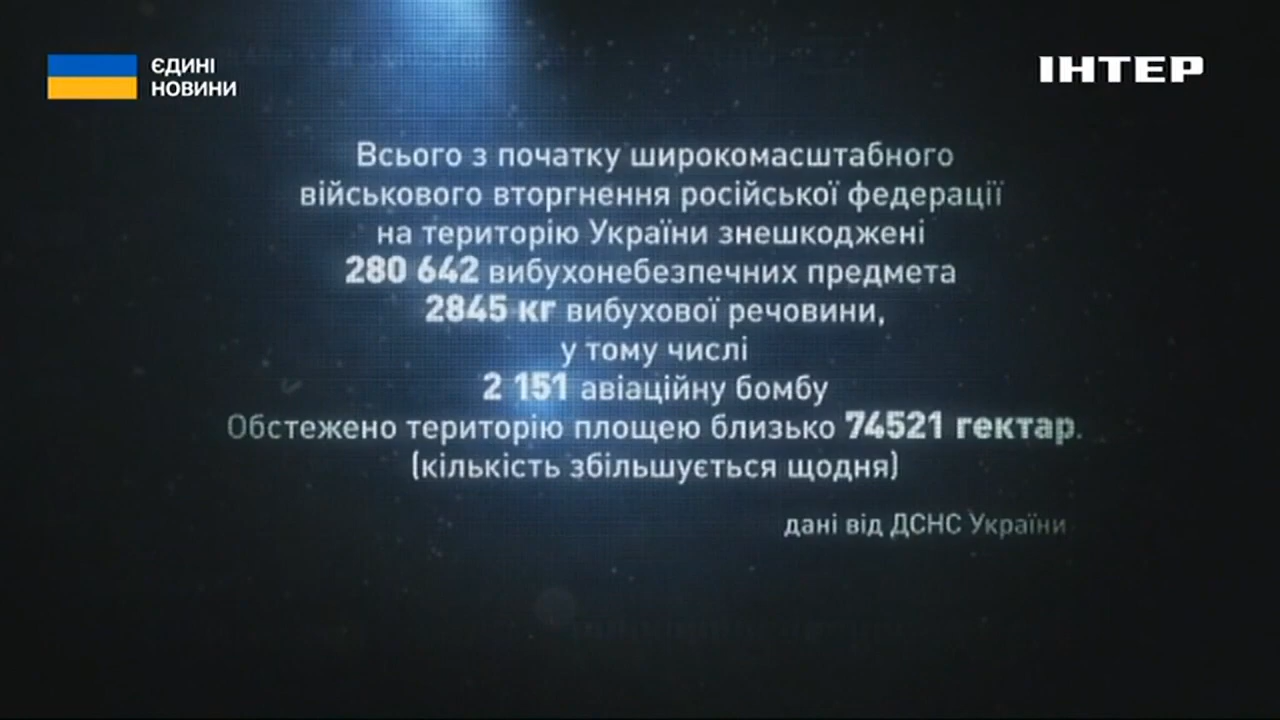 ЄДИНІ
НОВИНИ
ІНТЕР
Всього з початку широкомасштабного
військового вторгнення російської федерації
на територію України знешкоджені
280 642 вибухонебезпечних предмета
2845 кг вибухової речовини,
у тому числі
2 151 авіаційну бомбу
Обстежено територію площею близько 74521 гектар.
(кількість збільшується щодня)
дані від ДСНС України